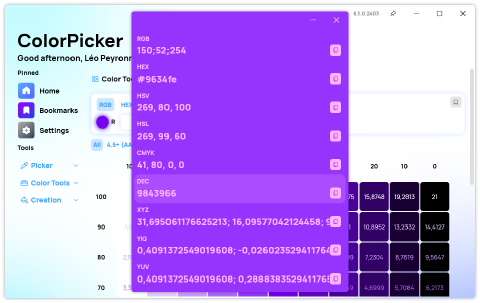 ColorPicker
Good afternoon, Léo Peyronn
Pinned
Home
Bookmarks
Settings
Tools
Picker
Color Tools
Creation
6.1.0.2403
Color Too
RGB
HEX
R
All
4.5+ (AA
RGB
150;52;254
HEX
#9634fe
HSV
269, 80, 100
HSL
269, 99, 60
CMYK
41, 80, 0, 0
DEC
9843966
XYZ
31,695061176625213; 16,09577042124458; 9
YIQ
0,4091372549019608; -0,02602352941176
YUV
0,4091372549019608; 0,2888383529411765
20 10 0
100 15,8748 19,2813 21
90 10,8952 13,2332 14,4127
80 7,2304 8,7819 9,5647
70 4,6999 5,7084 6,2173